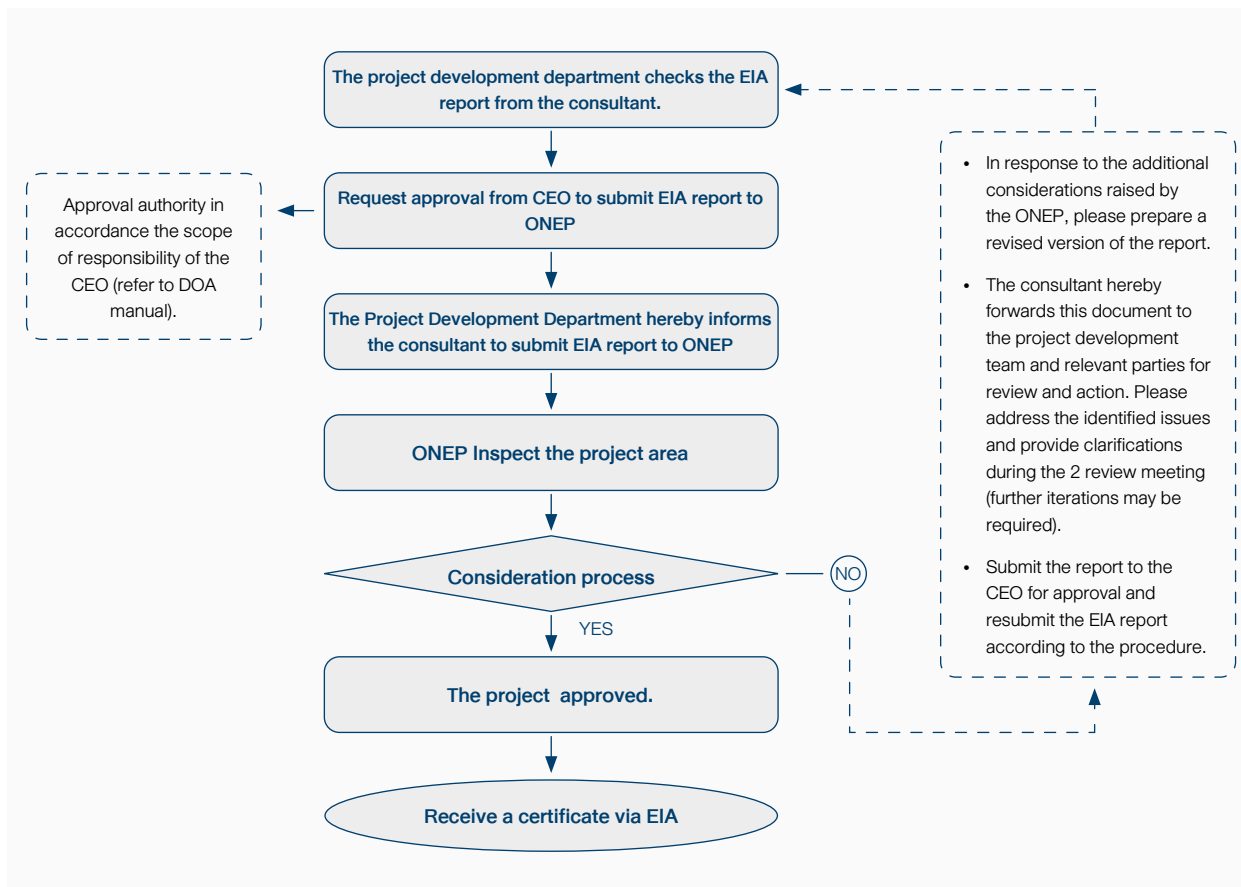 The project development department checks the EIA
report from the consultant.
Request approval from CEO to submit EIA report to
ONEP
Approval authority in
accordance the scope
of responsibility of the
CEO (refer to DOA
manual).
The Project Development Department hereby informs
the consultant to submit EIA report to ONEP
ONEP Inspect the project area
Consideration process
NO
YES
The project approved.
Receive a certificate via EIA
• In response to the additional
considerations raised by
the ONEP, please prepare a
revised version of the report.
• The consultant hereby
forwards this document to
the project development
team and relevant parties for
review and action. Please
address the identified issues
and provide clarifications
during the 2 review meeting
(further iterations may be
required).
• Submit the report to the
CEO for approval and
resubmit the EIA report
according to the procedure.